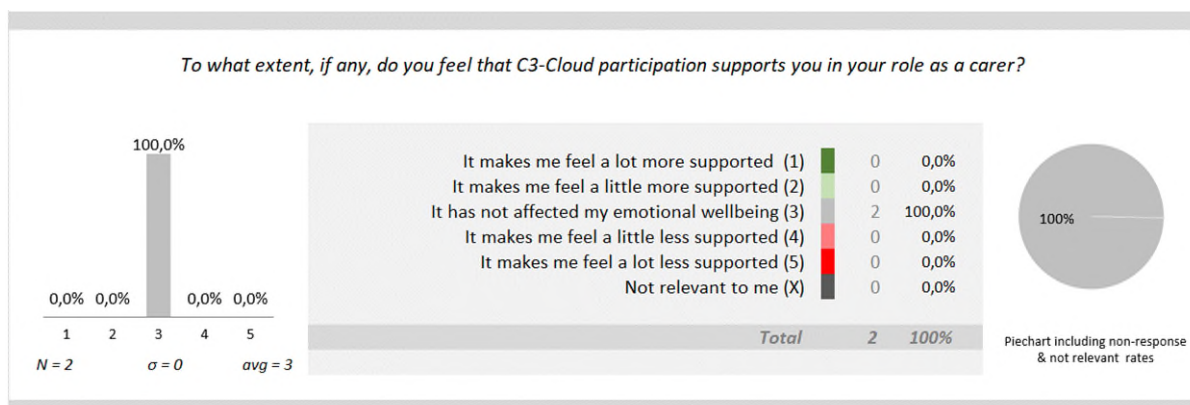 To what extent, if any, do you feel that C3-Cloud participation supports you in your role as a carer?
100,0%
0,0% 0,0% 0,0% 0,0%
1 2 3 4 5
N = 2 σ = 0 avg = 3
It makes me feel a lot more supported (1) 0 0,0%
It makes me feel a little more supported (2) 0 0,0%
It has not affected my emotional wellbeing (3) 2 100,0%
It makes me feel a little less supported (4) 0 0,0%
It makes me feel a lot less supported (5) 0 0,0%
Not relevant to me (X) 0 0,0%
Total 2 100%
100%
Piechart including non-response
& not relevant rates